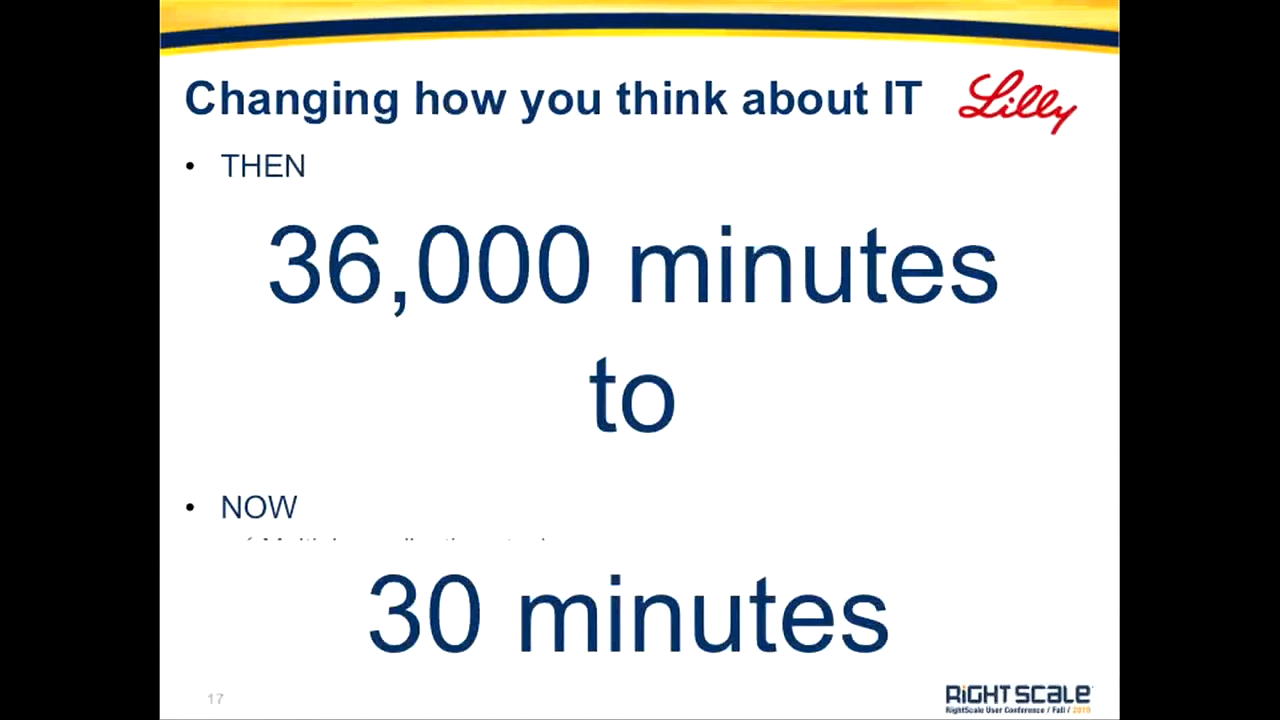 Changing how you think about IT
Lilly
• THEN
36,000 minutes
to
• NOW
30 minutes
17
RIGHTSCALE
RightScale User Conference / Fall / 2010